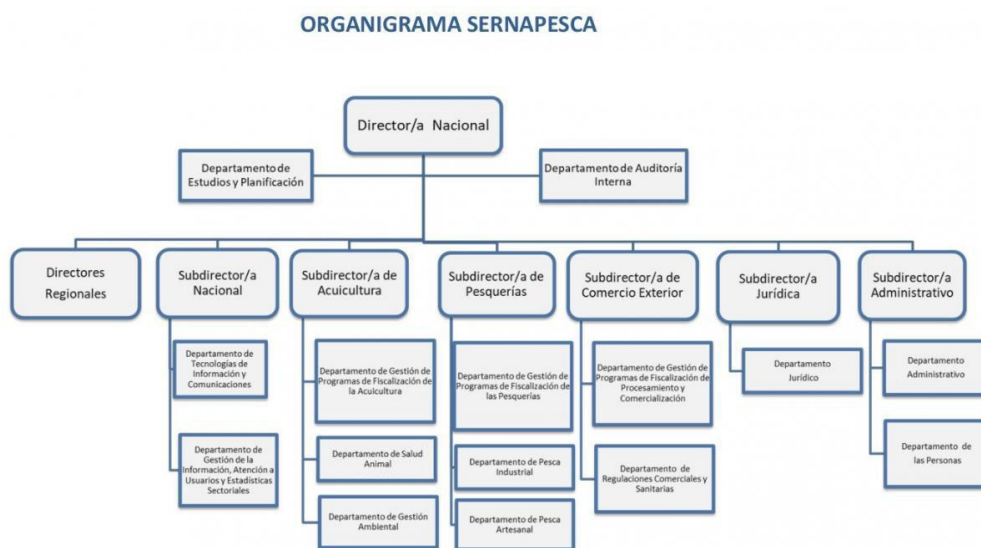 ORGANIGRAMA SERNAPESCA
Director/a Nacional
Departamento de
Estudios y Planificación
Departamento de Auditoría
Interna
Directores
Regionales
Subdirector/a
Nacional
Subdirector/a de
Acuicultura
Subdirector/a de
Pesquerías
Subdirector/a de
Comercio Exterior
Subdirector/a
Jurídica
Subdirector/a
Administrativo
Departamento de
Tecnologías de
Información y
Comunicaciones
Departamento de
Gestión de la
Información, Atención a
Usuarios y Estadísticas
Sectoriales
Departamento de Gestión de
Programas de Fiscalización de
la Acuicultura
Departamento de Salud
Animal
Departamento de Gestión
Ambiental
Departamento de Gestión de
Programas de Fiscalización de
las Pesquerías
Departamento de Pesca
Industrial
Departamento de Pesca
Artesanal
Departamento de Gestión de
Programas de Fiscalización de
Procesamiento y
Comercialización
Departamento de
Regulaciones Comerciales y
Sanitarias
Departamento
Jurídico
Departamento
Administrativo
Departamento de
las Personas